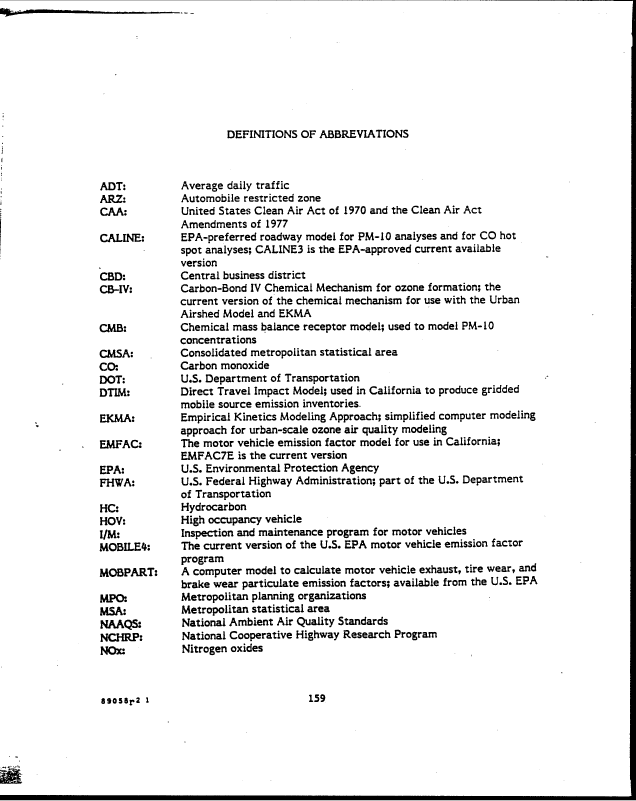 DEFINITIONS OF ABBREVIATIONS
ADT: Average daily traffic
ARZ: Automobile restricted zone
CAA: United States Clean Air Act of 1970 and the Clean Air Act
Amendments of 1977
CALINE: EPA-preferred roadway model for PM-10 analyses and for CO hot
spot analyses; CALINE3 is the EPA-approved current available
version
CBD: Central business district
CB-IV: Carbon-Bond IV Chemical Mechanism for ozone formation; the
current version of the chemical mechanism for use with the Urban
Airshed Model and EKMA
CMB: Chemical mass balance receptor model; used to model PM-10
concentrations
CMSA: Consolidated metropolitan statistical area
CO: Carbon monoxide
DOT: U.S. Department of Transportation
DTIM: Direct Travel Impact Model; used in California to produce gridded
mobile source emission inventories
EKMA: Empirical Kinetics Modeling Approach; simplified computer modeling
approach for urban-scale ozone air quality modeling
EMFAC: The motor vehicle emission factor model for use in California;
EMFAC7E is the current version
EPA: U.S. Environmental Protection Agency
FHWA: U.S. Federal Highway Administration; part of the U.S. Department
of Transportation
HC: Hydrocarbon
HOV: High occupancy vehicle
I/M: Inspection and maintenance program for motor vehicles
MOBILE4: The current version of the U.S. EPA motor vehicle emission factor
program
MOBPART: A computer model to calculate motor vehicle exhaust, tire wear, and
brake wear particulate emission factors; available from the U.S. EPA
MPO: Metropolitan planning organizations
MSA: Metropolitan statistical area
NAAQS: National Ambient Air Quality Standards
NCHRP: National Cooperative Highway Research Program
NOx: Nitrogen oxides
89058r2 1 159